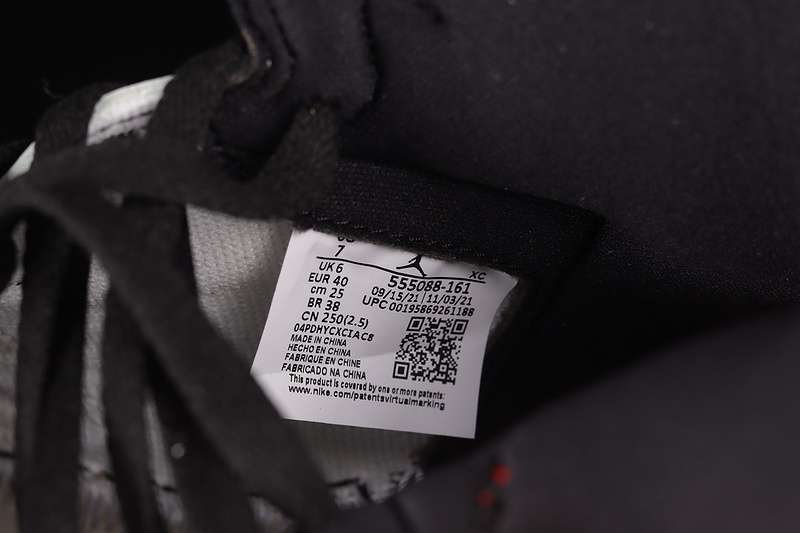 7 XC
UK 6
EUR 40 555088-161
cm 25 09/15/21 | 11/03/21
BR 38 UPC 00195869261188
CN 250(2.5)
04PDHYCXCIAC8
MADE IN CHINA
HECHO EN CHINA
FABRIQUE EN CHINE
FABRICADO NA CHINA
This product is covered by one or more patents:
www.nike.com/patentsvirtualmarking